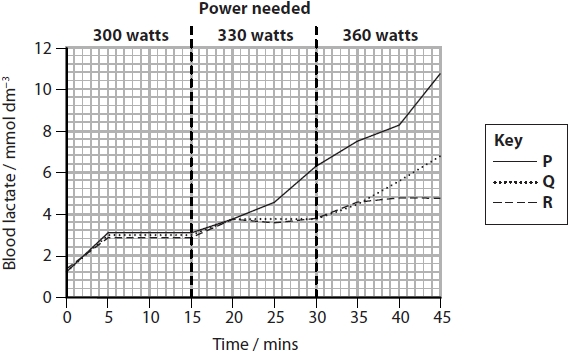 Power needed
300 watts 330 watts 360 watts
Blood lactate / mmol dm⁻³
12
10
8
6
4
2
0
0 5 10 15 20 25 30 35 40 45
Time / mins
Key
P
Q
R